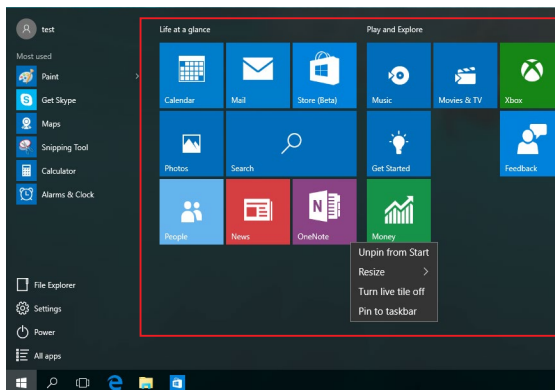 test
Most used
Paint
Get Skype
Maps
Snipping Tool
Calculator
Alarms & Clock
File Explorer
Settings
Power
All apps
Life at a glance
Calendar
Mail
Store (Beta)
Photos
Search
People
News
OneNote
Play and Explore
Music
Movies & TV
Xbox
Get Started
Feedback
Money
Unpin from Start
Resize
Turn live tile off
Pin to taskbar